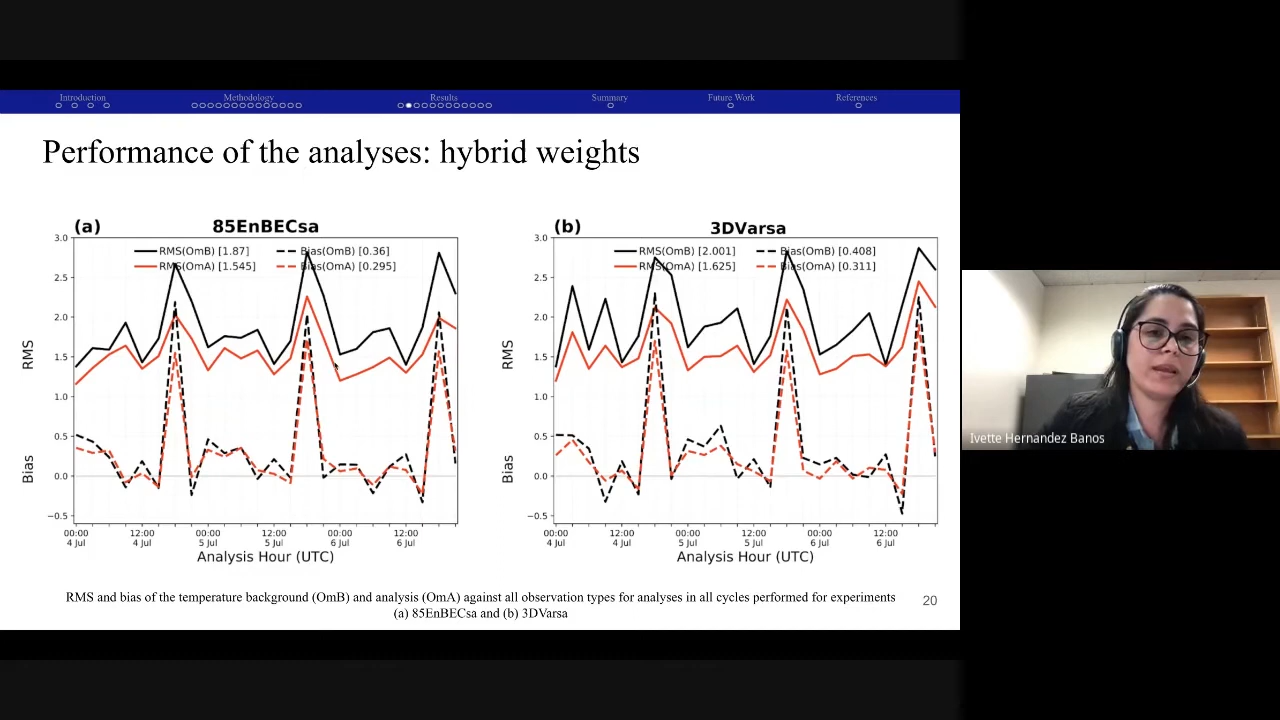 Introduction Methodology Results Summary Future Work References
Performance of the analyses: hybrid weights
(a) 85EnBECsa
RMS(OmB) [1.87] Bias(OmB) [0.36]
RMS(OmA) [1.545] Bias(OmA) [0.295]
3.0
2.5
2.0
1.5
1.0
0.5
0.0
−0.5
RMS
Bias
00:00 12:00 00:00 12:00 00:00 12:00
4 Jul 4 Jul 5 Jul 5 Jul 6 Jul 6 Jul
Analysis Hour (UTC)
(b) 3DVarsa
RMS(OmB) [2.001] Bias(OmB) [0.408]
RMS(OmA) [1.625] Bias(OmA) [0.311]
3.0
2.5
2.0
1.5
1.0
0.5
0.0
−0.5
RMS
Bias
00:00 12:00 00:00 12:00 00:00 12:00
4 Jul 4 Jul 5 Jul 5 Jul 6 Jul 6 Jul
Analysis Hour (UTC)
RMS and bias of the temperature background (OmB) and analysis (OmA) against all observation types for analyses in all cycles performed for experiments
(a) 85EnBECsa and (b) 3DVarsa
20
Ivette Hernandez Banos